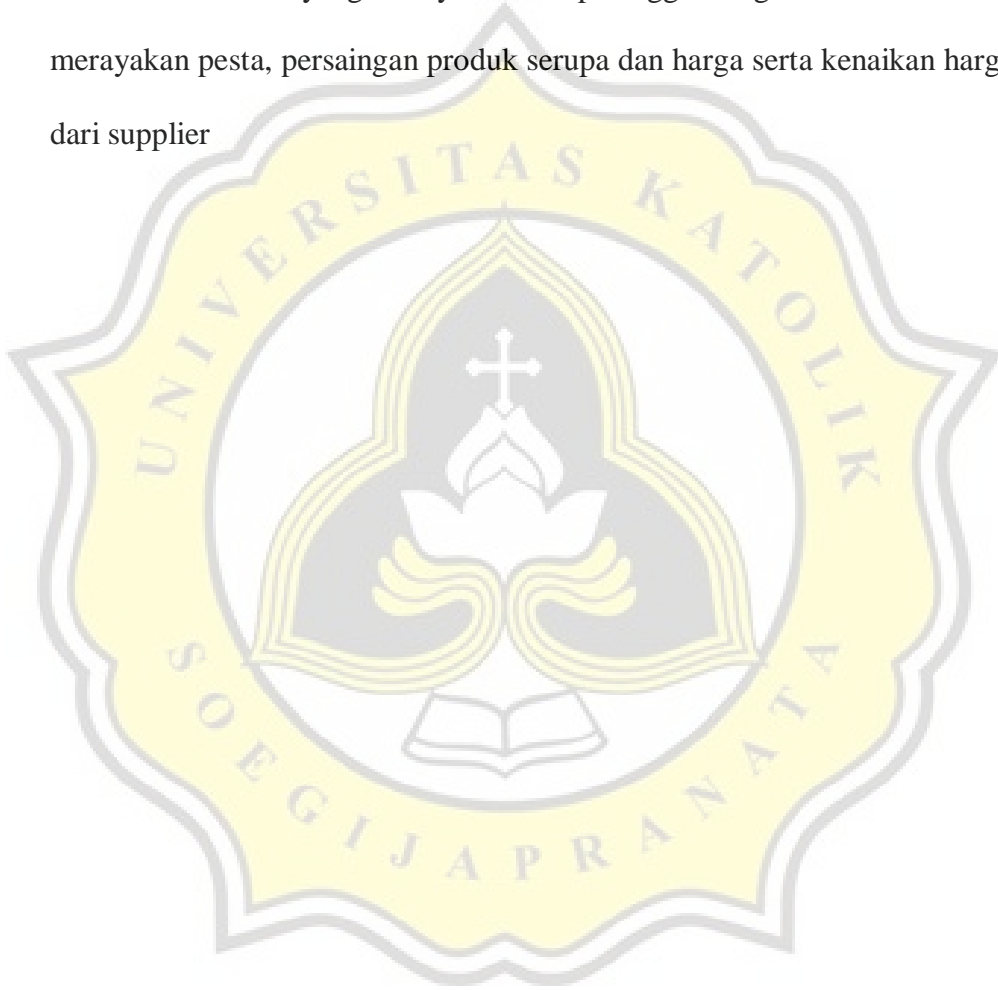 merayakan pesta, persaingan produk serupa dan harga serta kenaikan harg
dari supplier
UNIVERSITAS KATOLIK
SOEGIJAPRANATA